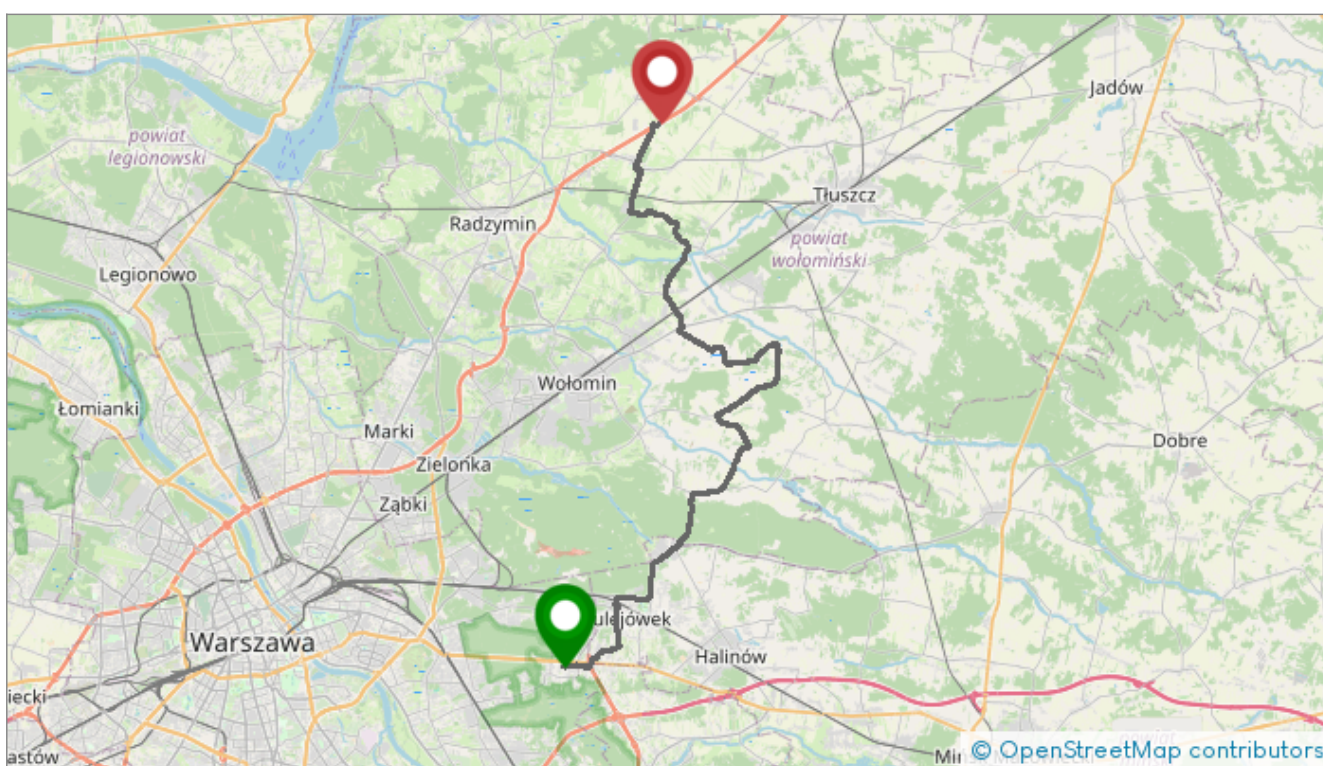 Jadów
powiat
legionowski
Tłuszcz
Radzymin
powiat
wołomiński
Legionowo
Wołomin
Łomianki
Marki
Dobre
Zielonka
Ząbki
ulejówek
Warszawa
Halinów
iecki
astów
© OpenStreetMap contributors